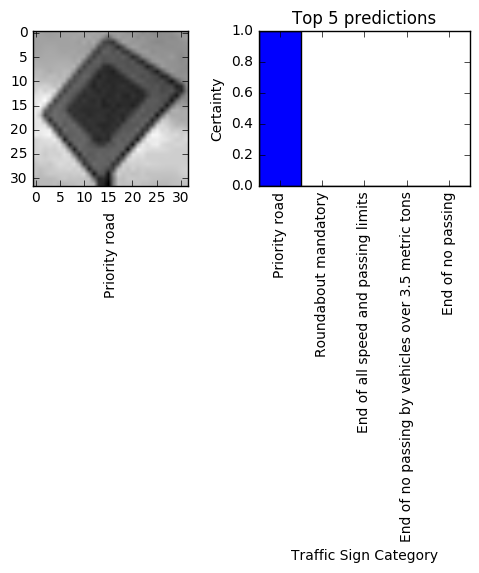 0
5
10
15
20
25
30
0 5 10 15 20 25 30
Priority road
Top 5 predictions
Certainty
1.0
0.8
0.6
0.4
0.2
0.0
Priority road
Roundabout mandatory
End of all speed and passing limits
End of no passing by vehicles over 3.5 metric tons
End of no passing
Traffic Sign Category